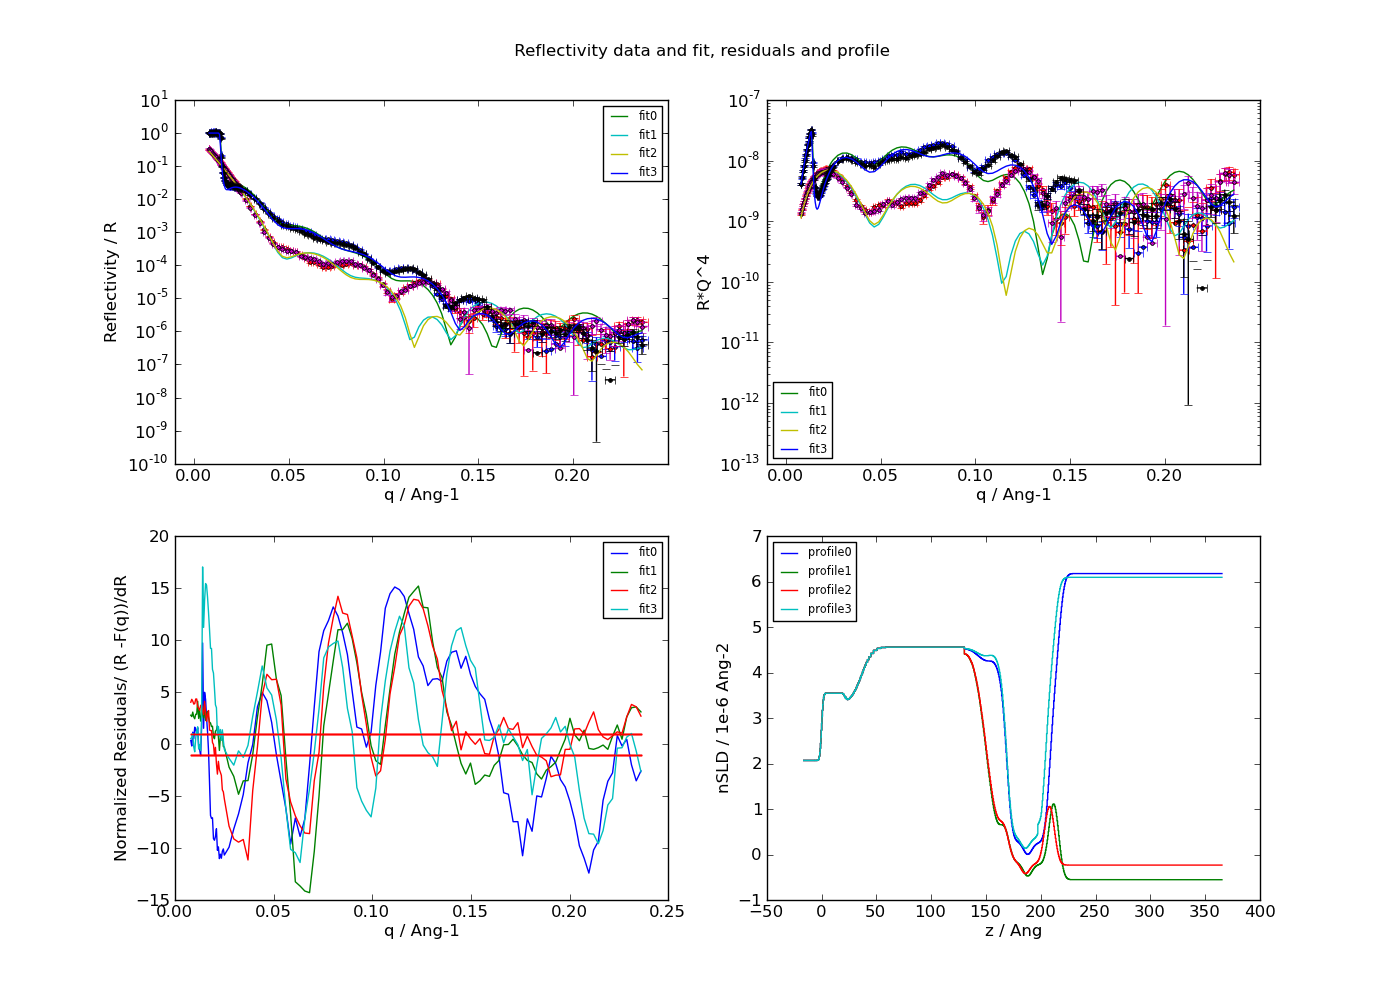 Reflectivity data and fit, residuals and profile
10^1
10^0
10^-1
10^-2
10^-3
10^-4
10^-5
10^-6
10^-7
10^-8
10^-9
10^-10
Reflectivity / R
0.00 0.05 0.10 0.15 0.20
q / Ang-1
fit0
fit1
fit2
fit3
10^-7
10^-8
10^-9
10^-10
10^-11
10^-12
10^-13
R*Q^4
0.00 0.05 0.10 0.15 0.20
q / Ang-1
fit0
fit1
fit2
fit3
20
15
10
5
0
−5
−10
−15
Normalized Residuals/ (R -F(q))/dR
0.00 0.05 0.10 0.15 0.20 0.25
q / Ang-1
fit0
fit1
fit2
fit3
7
6
5
4
3
2
1
0
−1
nSLD / 1e-6 Ang-2
−50 0 50 100 150 200 250 300 350 400
z / Ang
profile0
profile1
profile2
profile3